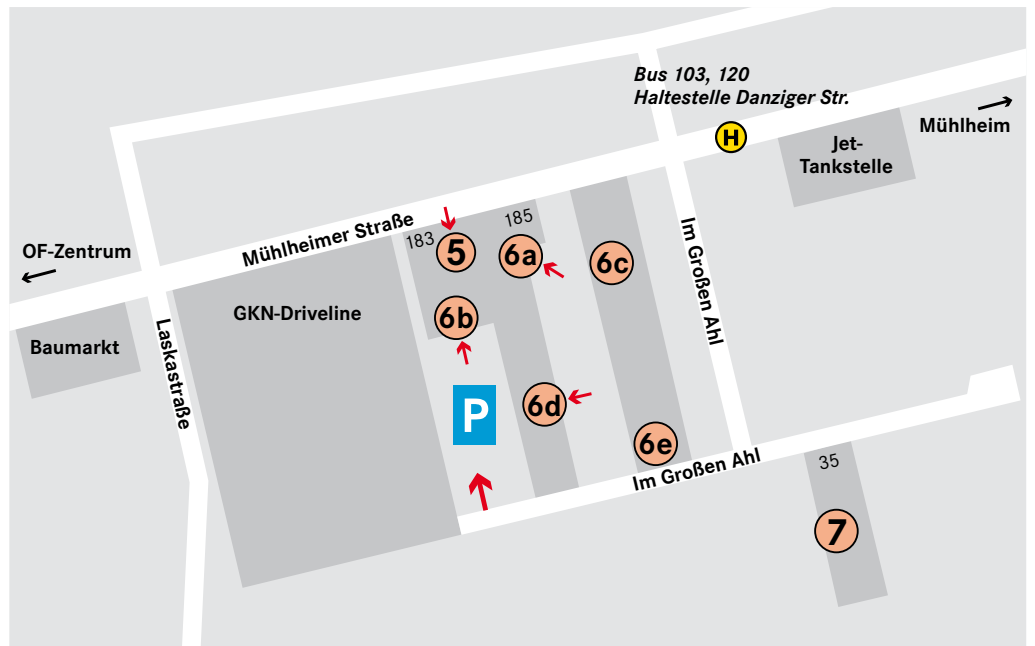 Bus 103, 120
Haltestelle Danziger Str.
H
Mühlheim
Jet-
Tankstelle
OF-Zentrum
Mühlheimer Straße
183
185
5
6a
6c
Im Großen Ahl
GKN-Driveline
6b
Baumarkt
Laskastraße
P
6d
6e
Im Großen Ahl
35
7